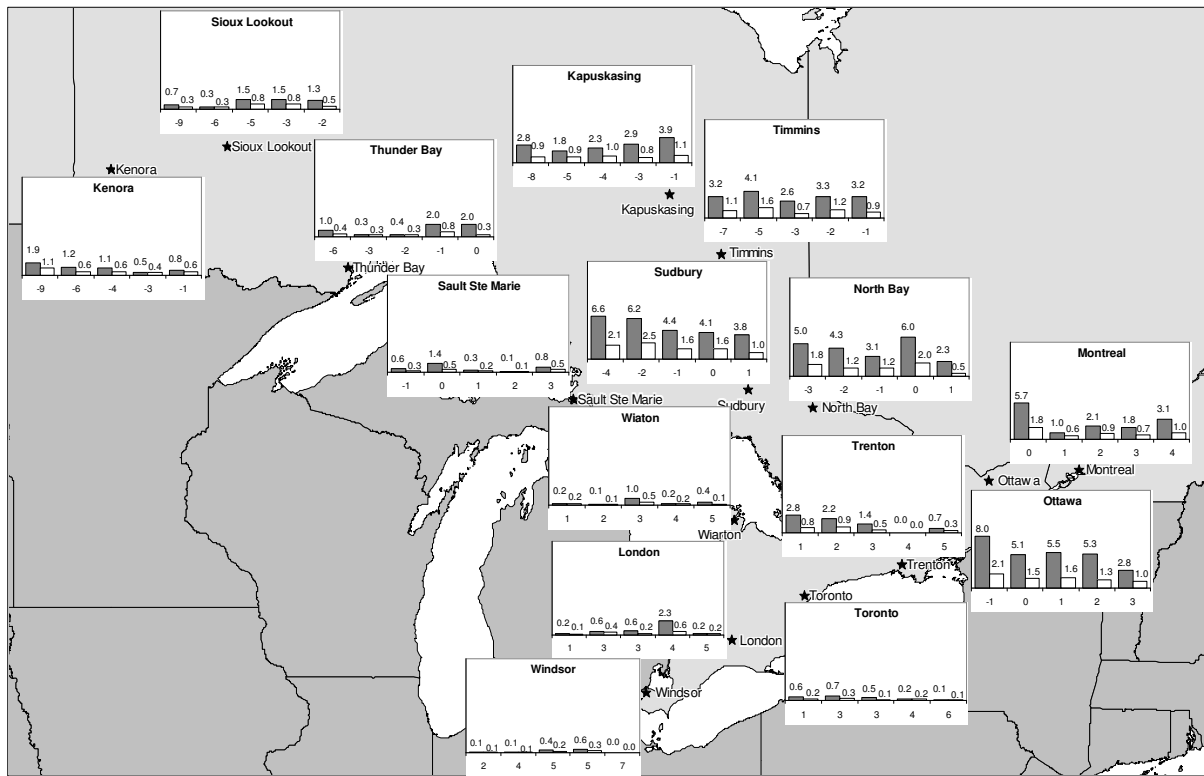 Sioux Lookout
0.7 0.3 0.3 0.3 1.5 0.8 1.5 0.8 1.3 0.5
-9 -6 -5 -3 -2
Sioux Lookout
Kenora
Kenora
1.9 1.1 1.2 0.6 1.1 0.6 0.5 0.4 0.8 0.6
-9 -6 -4 -3 -1
Thunder Bay
1.0 0.4 0.3 0.3 0.4 0.3 2.0 0.8 2.0 0.3
-6 -3 -2 -1 0
Thunder Bay
Kapuskasing
2.8 0.9 1.8 0.9 2.3 1.0 2.9 0.8 3.9 1.1
-8 -5 -4 -3 -1
Kapuskasing
Timmins
3.2 1.1 4.1 1.6 2.6 0.7 3.3 1.2 3.2 0.9
-7 -5 -3 -2 -1
Timmins
Sault Ste Marie
0.6 0.3 1.4 0.5 0.3 0.2 0.1 0.1 0.8 0.5
-1 0 1 2 3
Sault Ste Marie
Sudbury
6.6 2.1 6.2 2.5 4.4 1.6 4.1 1.6 3.8 1.0
-4 -2 -1 0 1
Sudbury
North Bay
5.0 1.8 4.3 1.2 3.1 1.2 6.0 2.0 2.3 0.5
-3 -2 -1 0 1
North Bay
Montreal
5.7 1.8 1.0 0.6 2.1 0.9 1.8 0.7 3.1 1.0
0 1 2 3 4
Montreal
Wiaton
0.2 0.2 0.1 0.1 1.0 0.5 0.2 0.2 0.4 0.1
1 2 3 4 5
Wiarton
Trenton
2.8 0.8 2.2 0.9 1.4 0.5 0.0 0.0 0.7 0.3
1 2 3 4 5
Trenton
Ottawa
Ottawa
8.0 2.1 5.1 1.5 5.5 1.6 5.3 1.3 2.8 1.0
-1 0 1 2 3
London
0.2 0.1 0.6 0.4 0.6 0.2 2.3 0.6 0.2 0.2
1 3 3 4 5
London
Toronto
Toronto
0.6 0.2 0.7 0.3 0.5 0.1 0.2 0.2 0.1 0.1
1 3 3 4 6
Windsor
0.1 0.1 0.1 0.1 0.4 0.2 0.6 0.3 0.0 0.0
2 4 5 5 7
Windsor